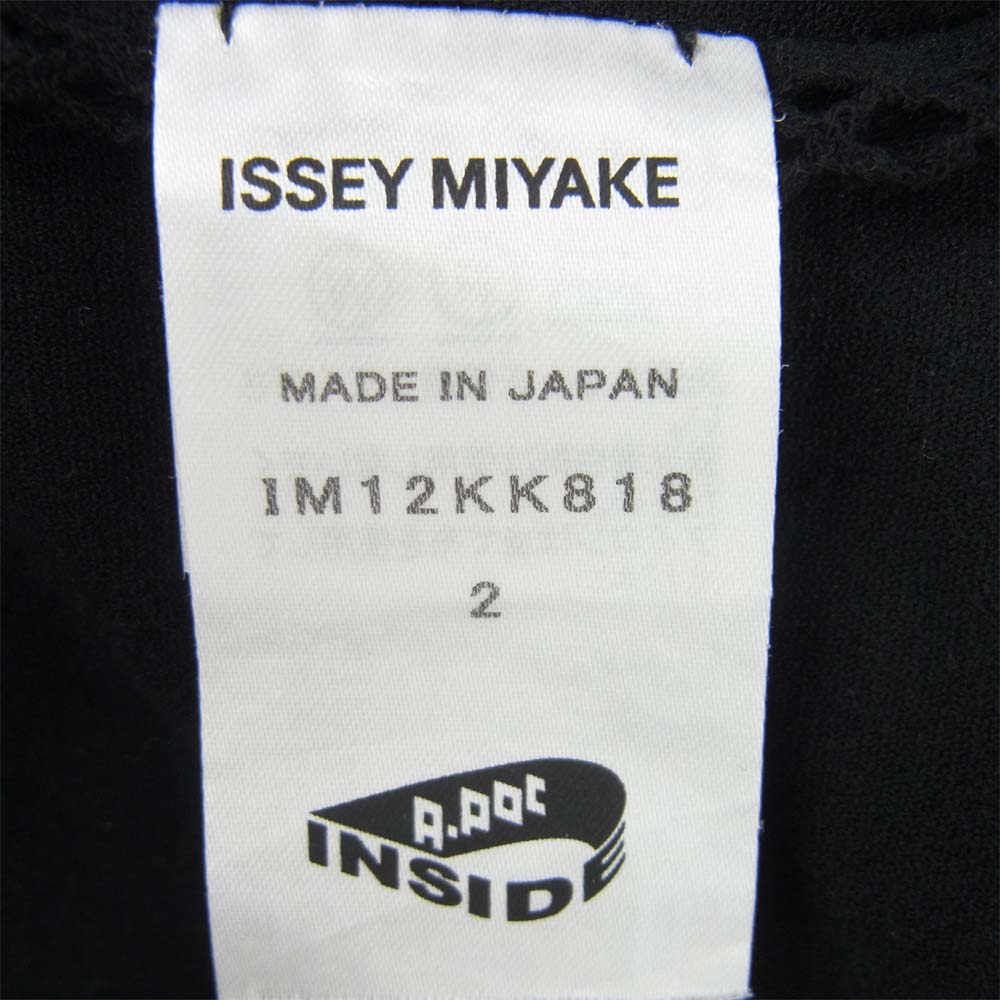 ISSEY MIYAKE
MADE IN JAPAN
IM12KK818
2
A.POC
INSIDE